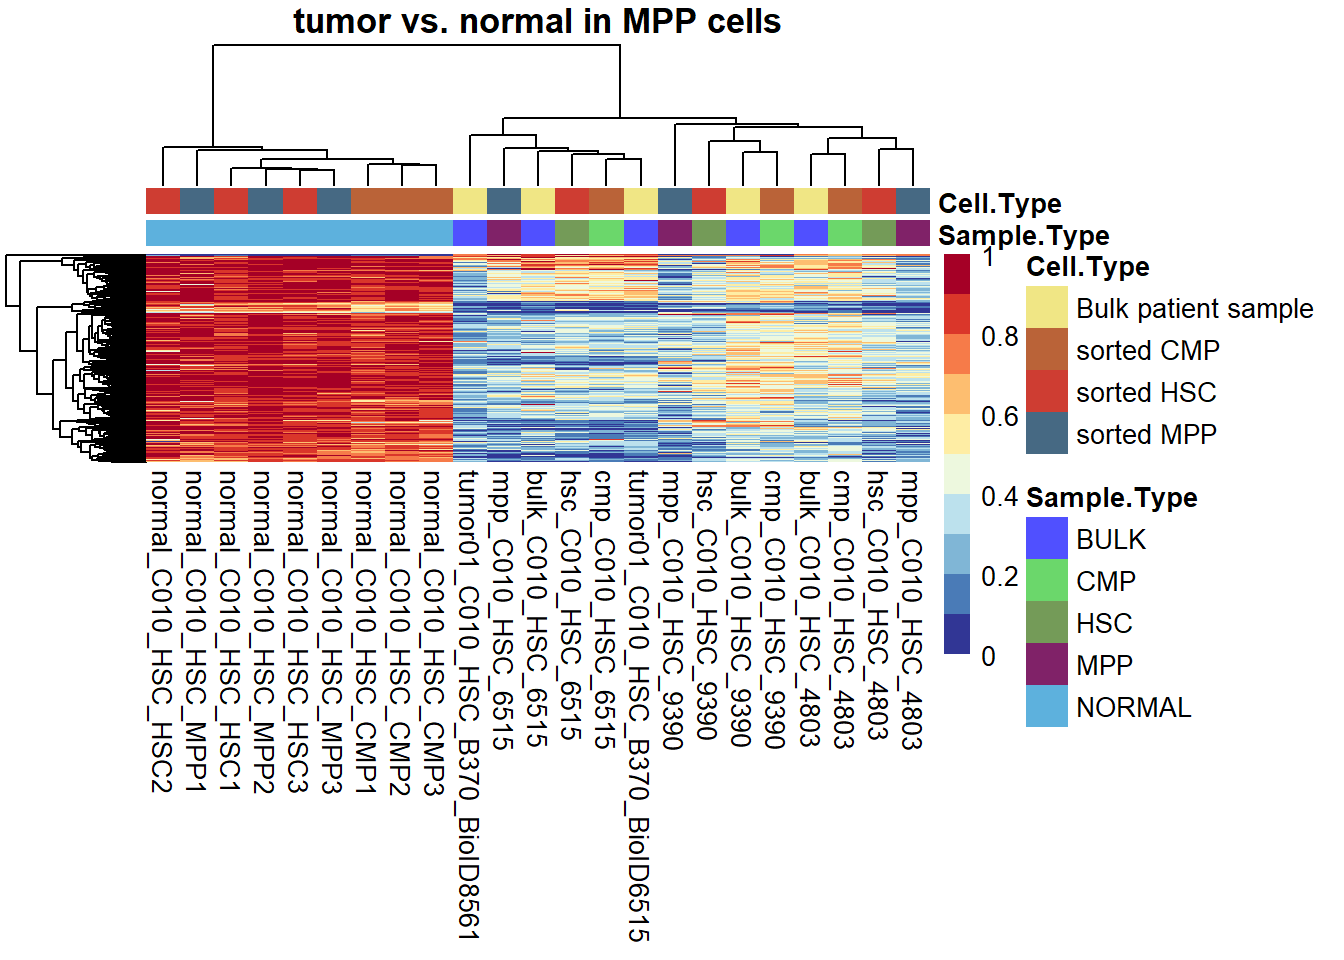 tumor vs. normal in MPP cells
Cell.Type
Sample.Type
1
0.8
0.6
0.4
0.2
0
Cell.Type
Bulk patient sample
sorted CMP
sorted HSC
sorted MPP
Sample.Type
BULK
CMP
HSC
MPP
NORMAL
normal_C010_HSC_HSC2
normal_C010_HSC_MPP1
normal_C010_HSC_HSC1
normal_C010_HSC_MPP2
normal_C010_HSC_HSC3
normal_C010_HSC_MPP3
normal_C010_HSC_CMP1
normal_C010_HSC_CMP2
normal_C010_HSC_CMP3
tumor01_C010_HSC_B370_BioID8561
mpp_C010_HSC_6515
bulk_C010_HSC_6515
hsc_C010_HSC_6515
cmp_C010_HSC_6515
tumor01_C010_HSC_B370_BioID6515
mpp_C010_HSC_9390
hsc_C010_HSC_9390
bulk_C010_HSC_9390
cmp_C010_HSC_9390
bulk_C010_HSC_4803
cmp_C010_HSC_4803
hsc_C010_HSC_4803
mpp_C010_HSC_4803